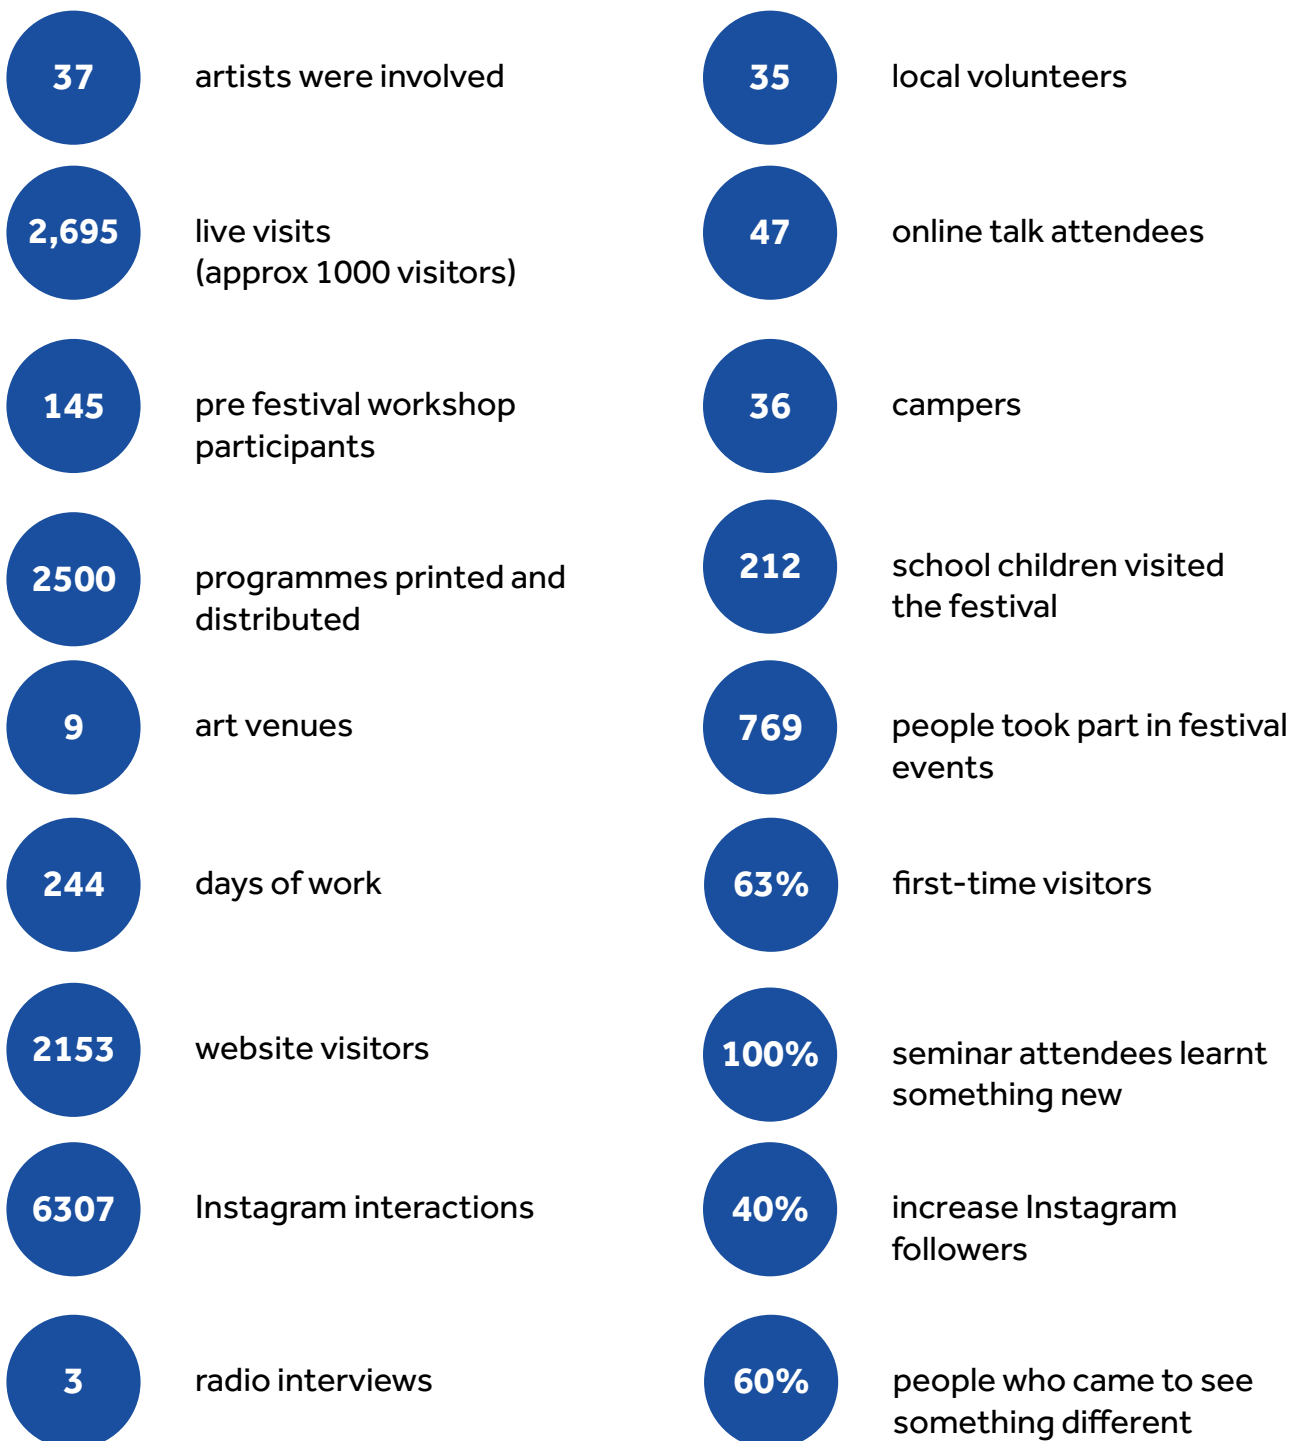 37
artists were involved
2,695
live visits
(approx 1000 visitors)
145
pre festival workshop
participants
2500
programmes printed and
distributed
9
art venues
244
days of work
2153
website visitors
6307
Instagram interactions
3
radio interviews
35
local volunteers
47
online talk attendees
36
campers
212
school children visited
the festival
769
people took part in festival
events
63%
first-time visitors
100%
seminar attendees learnt
something new
40%
increase Instagram
followers
60%
people who came to see
something different